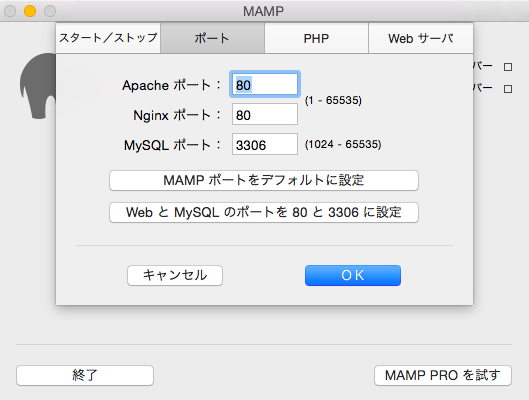 MAMP
スタート／ストップ
ポート
PHP
Web サーバ
バー
バー
Apache ポート：
80
(1 - 65535)
Nginx ポート：
80
MySQL ポート：
3306
(1024 - 65535)
MAMP ポートをデフォルトに設定
Web と MySQL のポートを 80 と 3306 に設定
キャンセル
OK
終了
MAMP PRO を試す